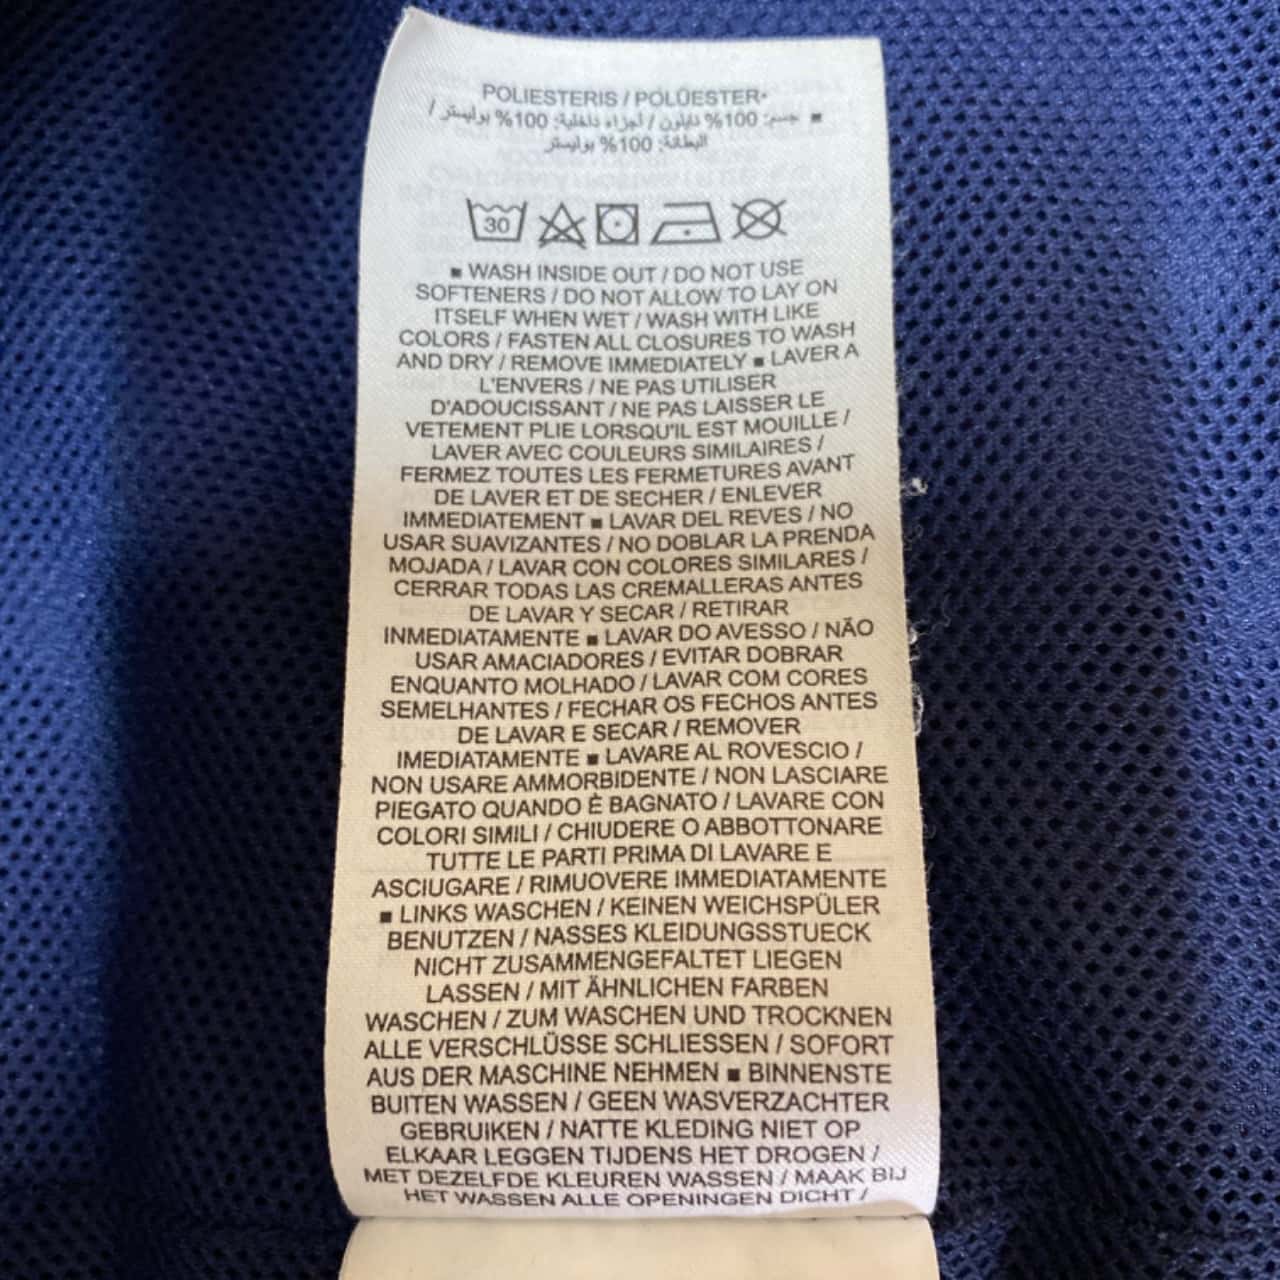 POLIESTERIS / POLÜESTER
■ جسم: 100% نايلون / أجزاء داخلية: 100% بوليستر /
البطانة: 100% بوليستر
30
■ WASH INSIDE OUT / DO NOT USE
SOFTENERS / DO NOT ALLOW TO LAY ON
ITSELF WHEN WET / WASH WITH LIKE
COLORS / FASTEN ALL CLOSURES TO WASH
AND DRY / REMOVE IMMEDIATELY ■ LAVER A
L'ENVERS / NE PAS UTILISER
D'ADOUCISSANT / NE PAS LAISSER LE
VETEMENT PLIE LORSQU'IL EST MOUILLE /
LAVER AVEC COULEURS SIMILAIRES /
FERMEZ TOUTES LES FERMETURES AVANT
DE LAVER ET DE SECHER / ENLEVER
IMMEDIATEMENT ■ LAVAR DEL REVES / NO
USAR SUAVIZANTES / NO DOBLAR LA PRENDA
MOJADA / LAVAR CON COLORES SIMILARES /
CERRAR TODAS LAS CREMALLERAS ANTES
DE LAVAR Y SECAR / RETIRAR
INMEDIATAMENTE ■ LAVAR DO AVESSO / NÃO
USAR AMACIADORES / EVITAR DOBRAR
ENQUANTO MOLHADO / LAVAR COM CORES
SEMELHANTES / FECHAR OS FECHOS ANTES
DE LAVAR E SECAR / REMOVER
IMEDIATAMENTE ■ LAVARE AL ROVESCIO /
NON USARE AMMORBIDENTE / NON LASCIARE
PIEGATO QUANDO È BAGNATO / LAVARE CON
COLORI SIMILI / CHIUDERE O ABBOTTONARE
TUTTE LE PARTI PRIMA DI LAVARE E
ASCIUGARE / RIMUOVERE IMMEDIATAMENTE
■ LINKS WASCHEN / KEINEN WEICHSPÜLER
BENUTZEN / NASSES KLEIDUNGSSTUECK
NICHT ZUSAMMENGEFALTET LIEGEN
LASSEN / MIT ÄHNLICHEN FARBEN
WASCHEN / ZUM WASCHEN UND TROCKNEN
ALLE VERSCHLÜSSE SCHLIESSEN / SOFORT
AUS DER MASCHINE NEHMEN ■ BINNENSTE
BUITEN WASSEN / GEEN WASVERZACHTER
GEBRUIKEN / NATTE KLEDING NIET OP
ELKAAR LEGGEN TIJDENS HET DROGEN /
MET DEZELFDE KLEUREN WASSEN / MAAK BIJ
HET WASSEN ALLE OPENINGEN DICHT /